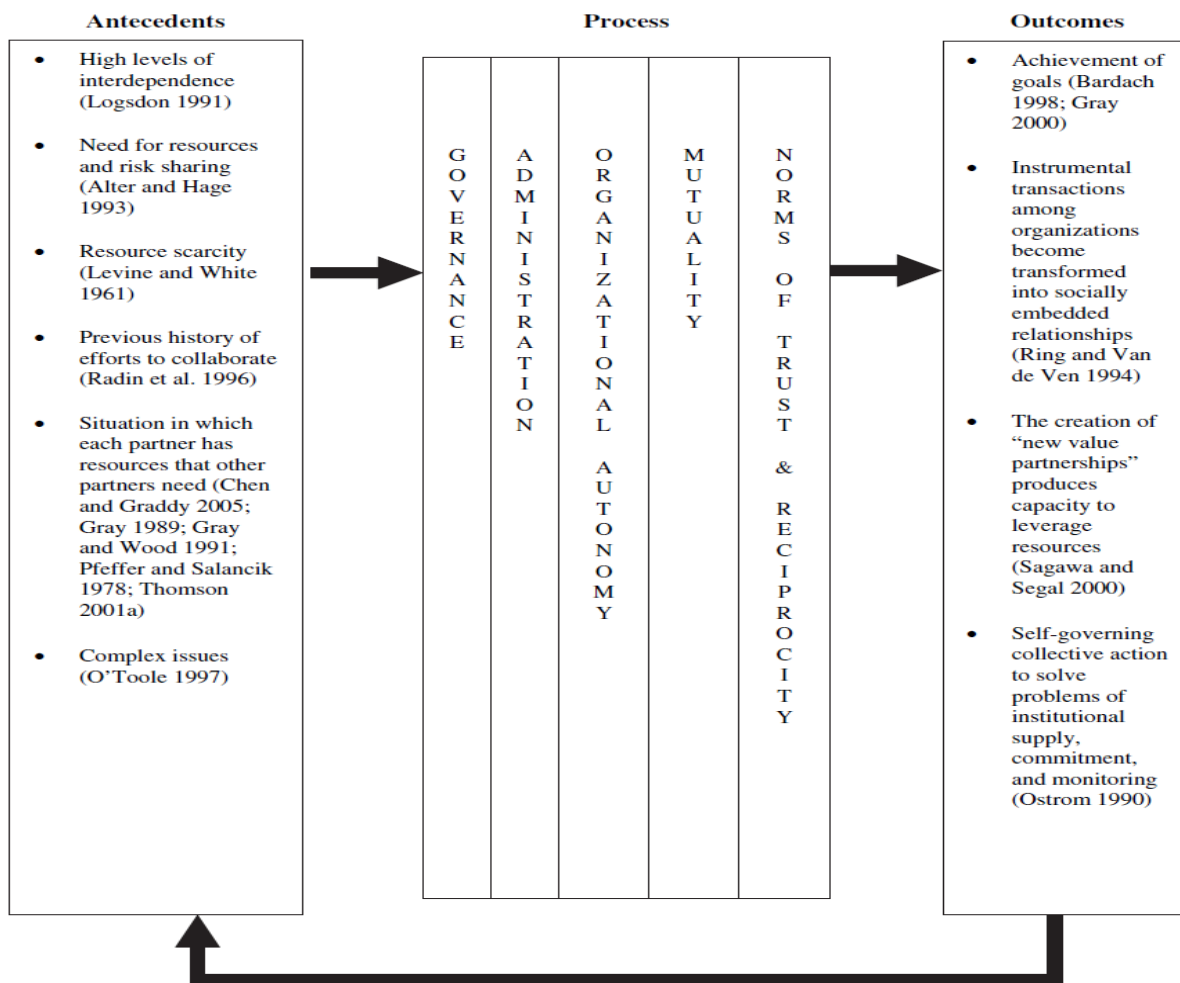 Antecedents
• High levels of
interdependence
(Logsdon 1991)
• Need for resources
and risk sharing
(Alter and Hage
1993)
• Resource scarcity
(Levine and White
1961)
• Previous history of
efforts to collaborate
(Radin et al. 1996)
• Situation in which
each partner has
resources that other
partners need (Chen
and Graddy 2005;
Gray 1989; Gray
and Wood 1991;
Pfeffer and Salancik
1978; Thomson
2001a)
• Complex issues
(O'Toole 1997)
Process
GOVERNANCE
ADMINISTRATION
ORGANIZATIONAL AUTONOMY
MUTUALITY
NORMS OF TRUST & RECIPROCITY
Outcomes
• Achievement of
goals (Bardach
1998; Gray
2000)
• Instrumental
transactions
among
organizations
become
transformed
into socially
embedded
relationships
(Ring and Van
de Ven 1994)
• The creation of
“new value
partnerships”
produces
capacity to
leverage
resources
(Sagawa and
Segal 2000)
• Self-governing
collective action
to solve
problems of
institutional
supply,
commitment,
and monitoring
(Ostrom 1990)